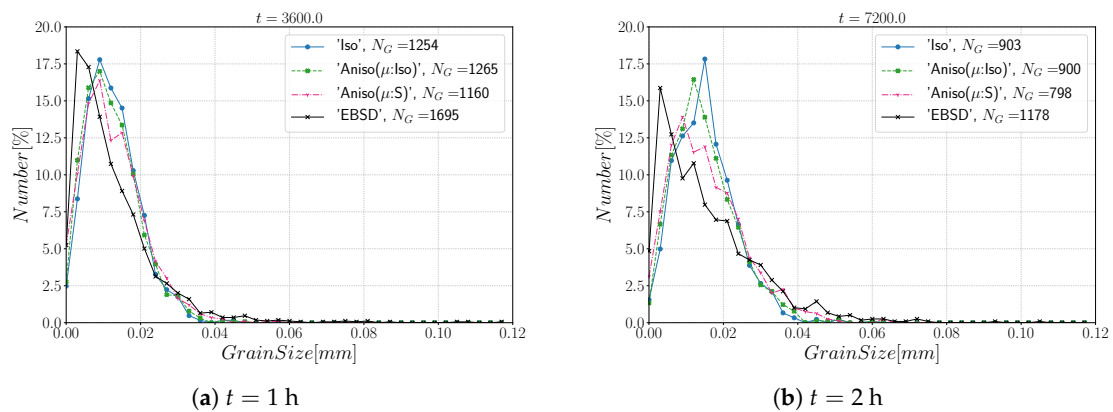 t = 3600.0
Number[%]
20.0
17.5
15.0
12.5
10.0
7.5
5.0
2.5
0.0
'Iso', N_G =1254
'Aniso(μ:Iso)', N_G =1265
'Aniso(μ:S)', N_G =1160
'EBSD', N_G =1695
0.00 0.02 0.04 0.06 0.08 0.10 0.12
GrainSize[mm]
(a) t = 1 h
t = 7200.0
Number[%]
20.0
17.5
15.0
12.5
10.0
7.5
5.0
2.5
0.0
'Iso', N_G =903
'Aniso(μ:Iso)', N_G =900
'Aniso(μ:S)', N_G =798
'EBSD', N_G =1178
0.00 0.02 0.04 0.06 0.08 0.10 0.12
GrainSize[mm]
(b) t = 2 h